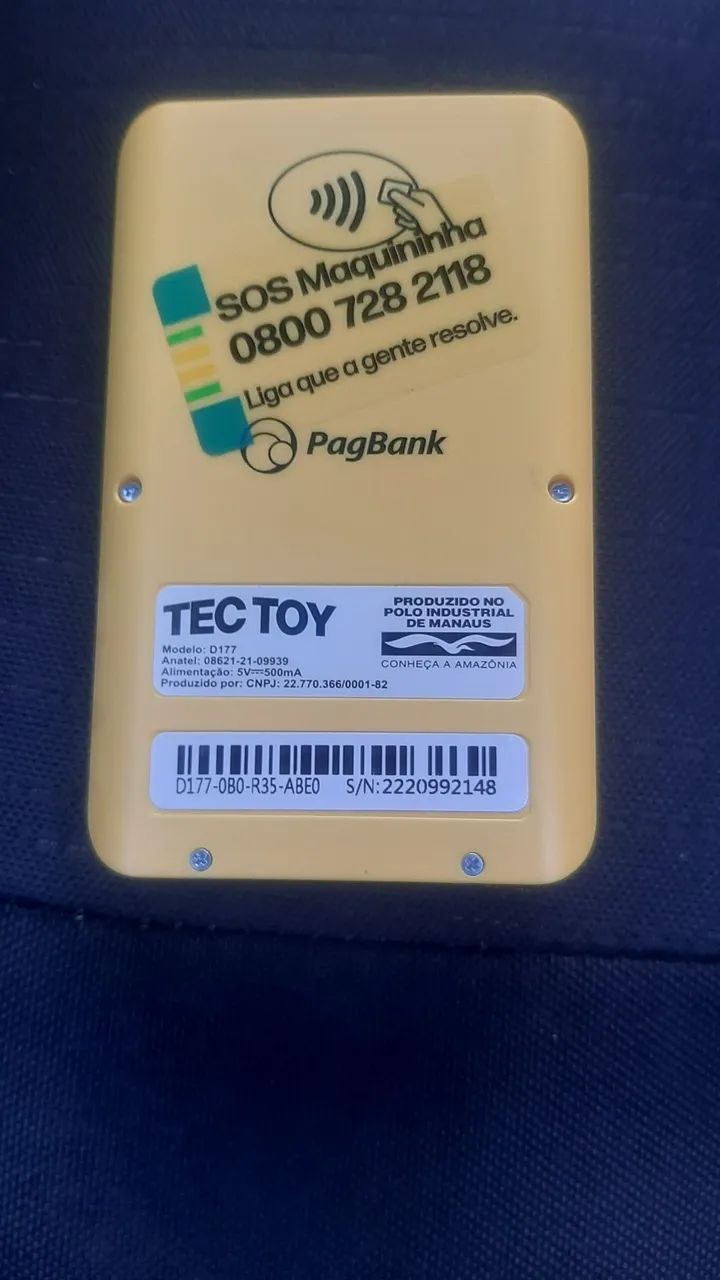 SOS Maquininha
0800 728 2118
Liga que a gente resolve.
PagBank
TEC TOY
Modelo: D177
Anatel: 08621-21-09939
Alimentação: 5V⎓500mA
Produzido por: CNPJ: 22.770.366/0001-82
PRODUZIDO NO
POLO INDUSTRIAL
DE MANAUS
CONHEÇA A AMAZÔNIA
D177-0B0-R35-ABE0 S/N:2220992148